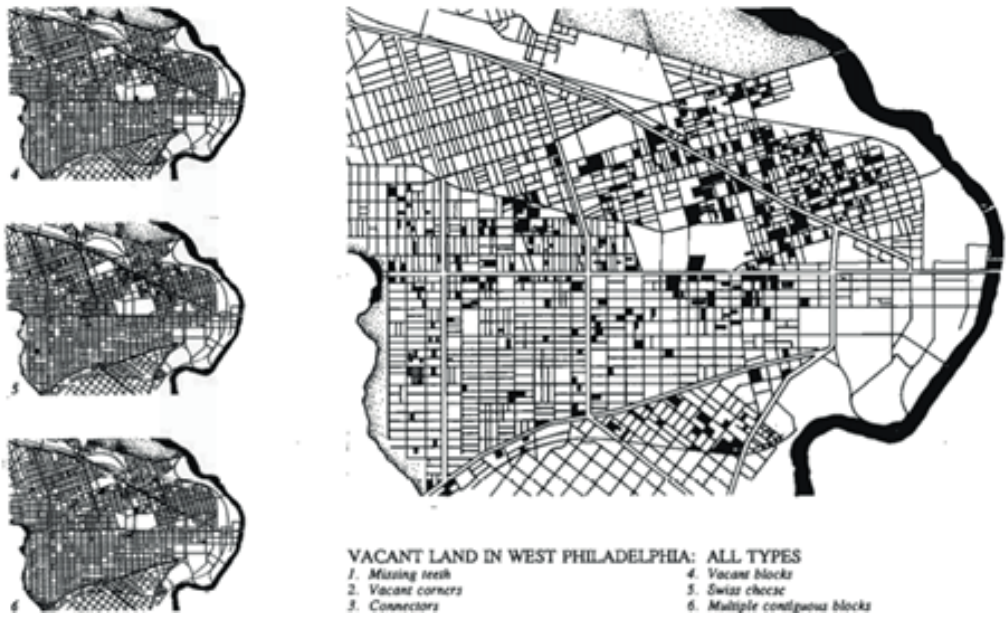 4
5
6
VACANT LAND IN WEST PHILADELPHIA: ALL TYPES
1. Missing teeth
2. Vacant corners
3. Connectors
4. Vacant blocks
5. Swiss cheese
6. Multiple contiguous blocks